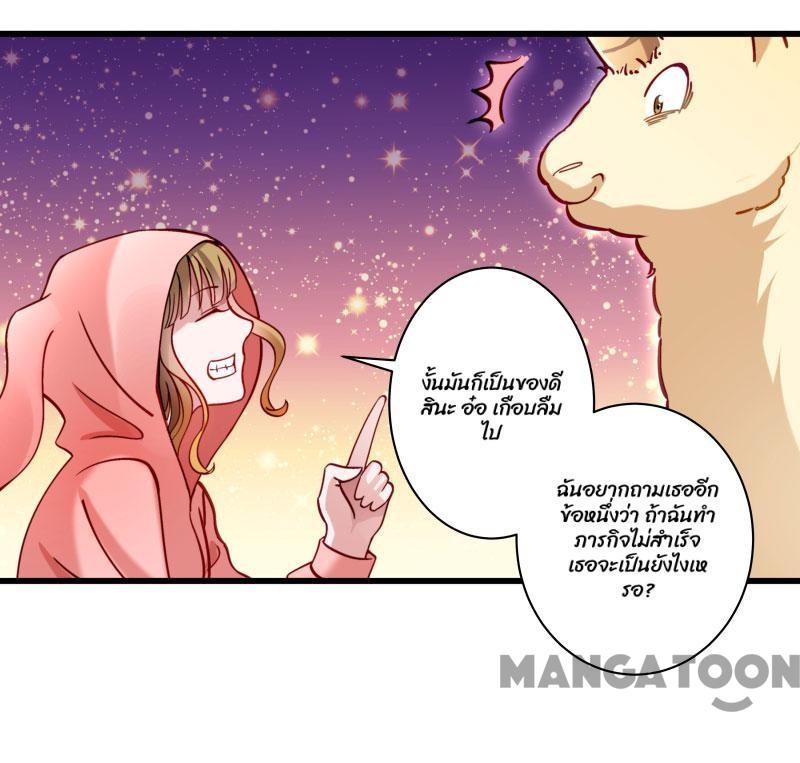 งั้นมันก็เป็นของดี
สินะ อ๋อ เกือบลืม
ไป
ฉันอยากถามเธออีก
ข้อหนึ่งว่า ถ้าฉันทำ
ภารกิจไม่สำเร็จ
เธอจะเป็นยังไงเห
รอ?
MANGATOON